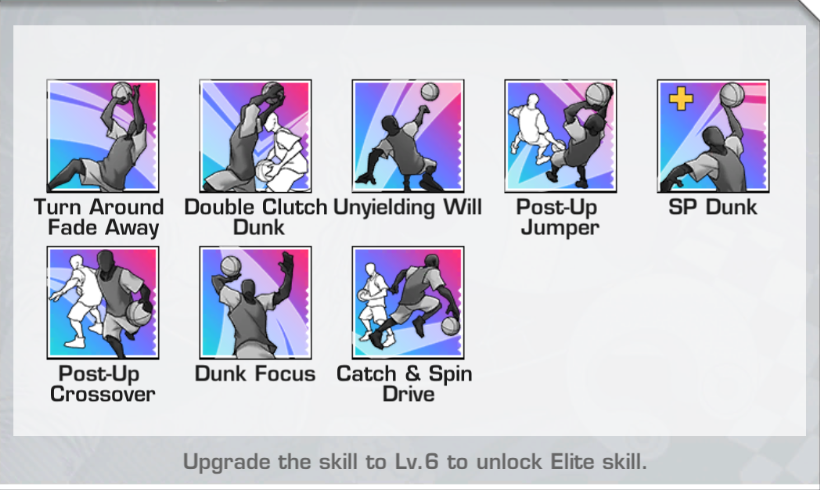 Turn Around
Fade Away
Double Clutch
Dunk
Unyielding Will
Post-Up
Jumper
SP Dunk
Post-Up
Crossover
Dunk Focus
Catch & Spin
Drive
Upgrade the skill to Lv.6 to unlock Elite skill.